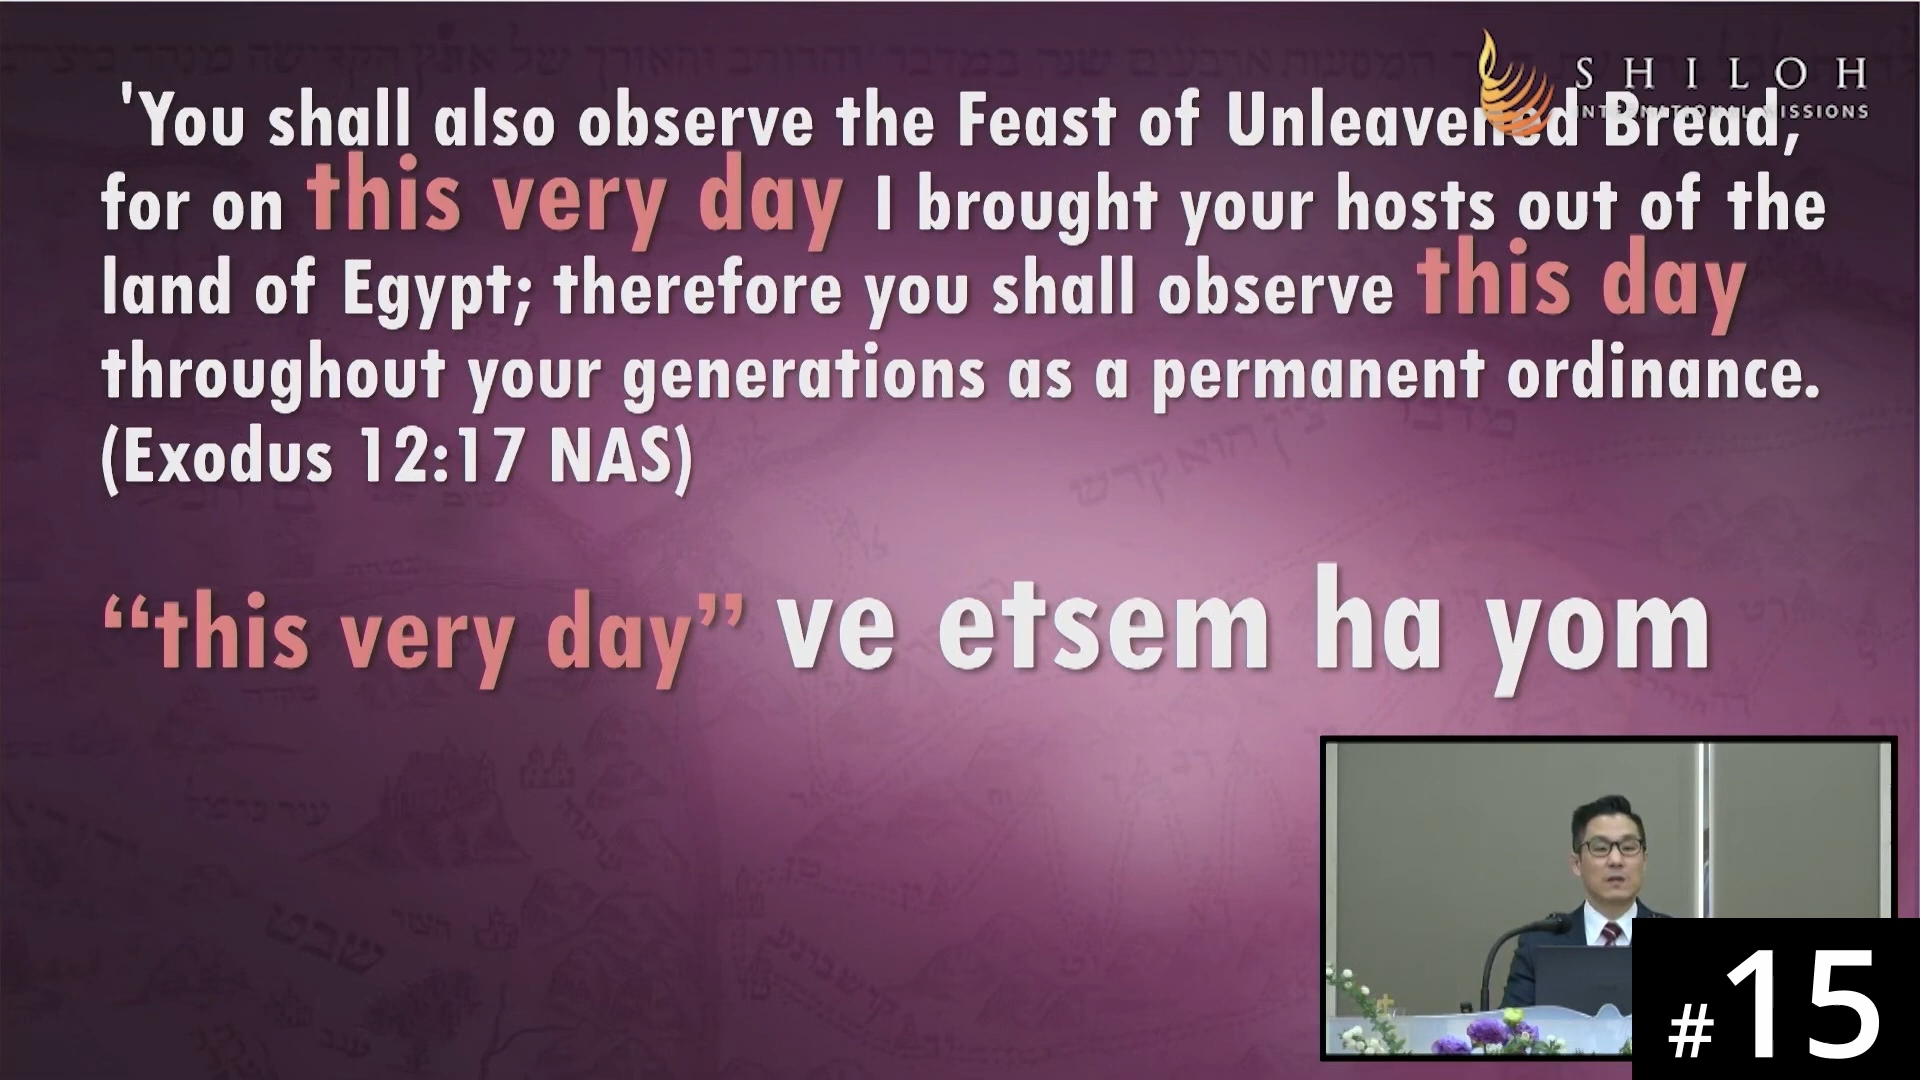 SHILOH
INTERNATIONAL MISSIONS
'You shall also observe the Feast of Unleavened Bread,
for on this very day I brought your hosts out of the
land of Egypt; therefore you shall observe this day
throughout your generations as a permanent ordinance.
(Exodus 12:17 NAS)
“this very day” ve etsem ha yom
#15